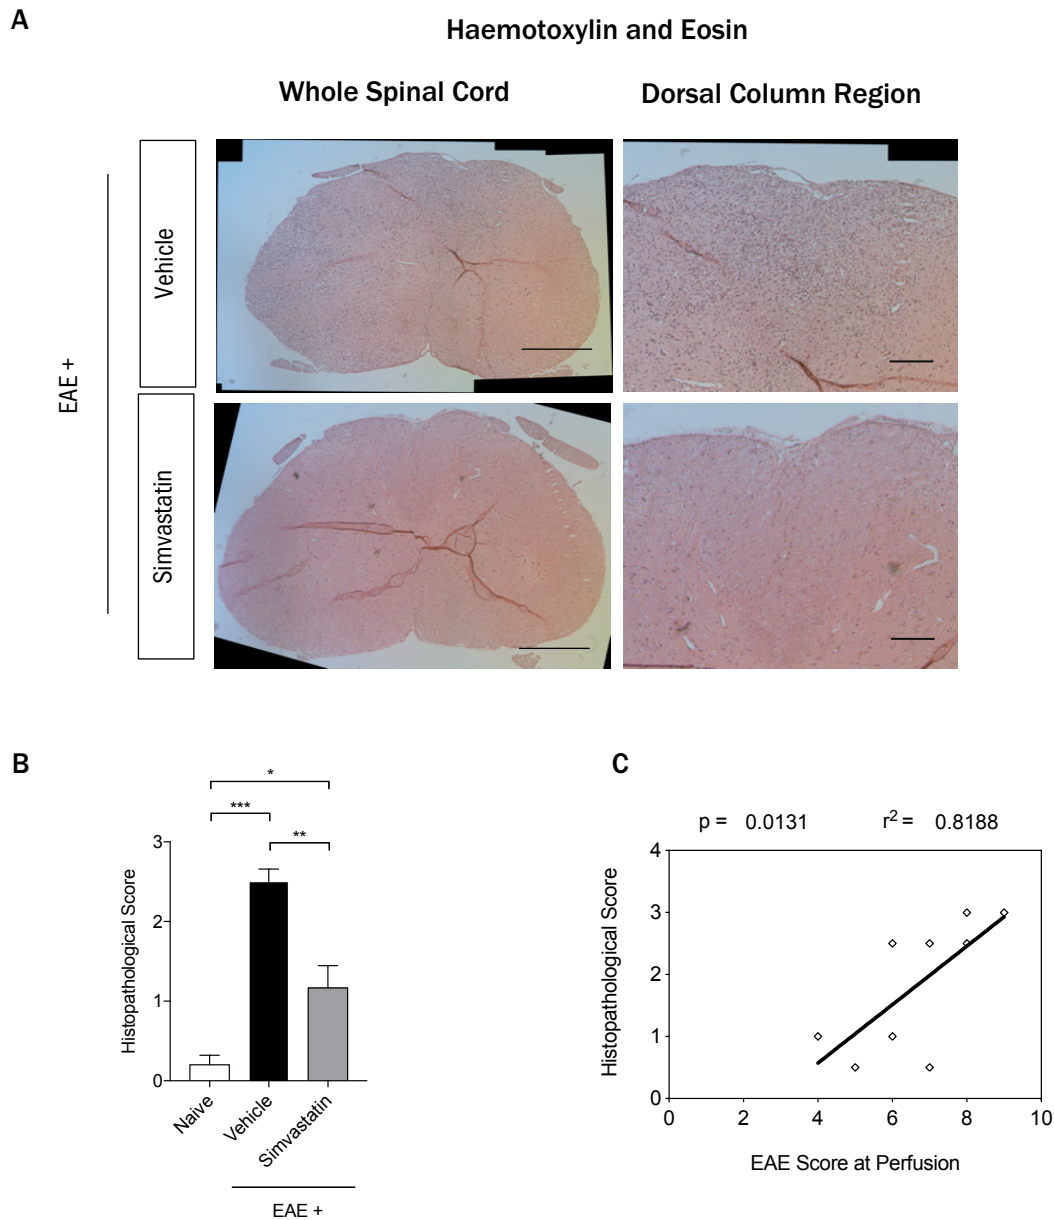 A
Haemotoxylin and Eosin
Whole Spinal Cord
Dorsal Column Region
EAE +
Vehicle
Simvastatin
B
*
***
**
Histopathological Score
3
2
1
0
Naive
Vehicle
Simvastatin
EAE +
C
p = 0.0131
r² = 0.8188
Histopathological Score
4
3
2
1
0
0 2 4 6 8 10
EAE Score at Perfusion